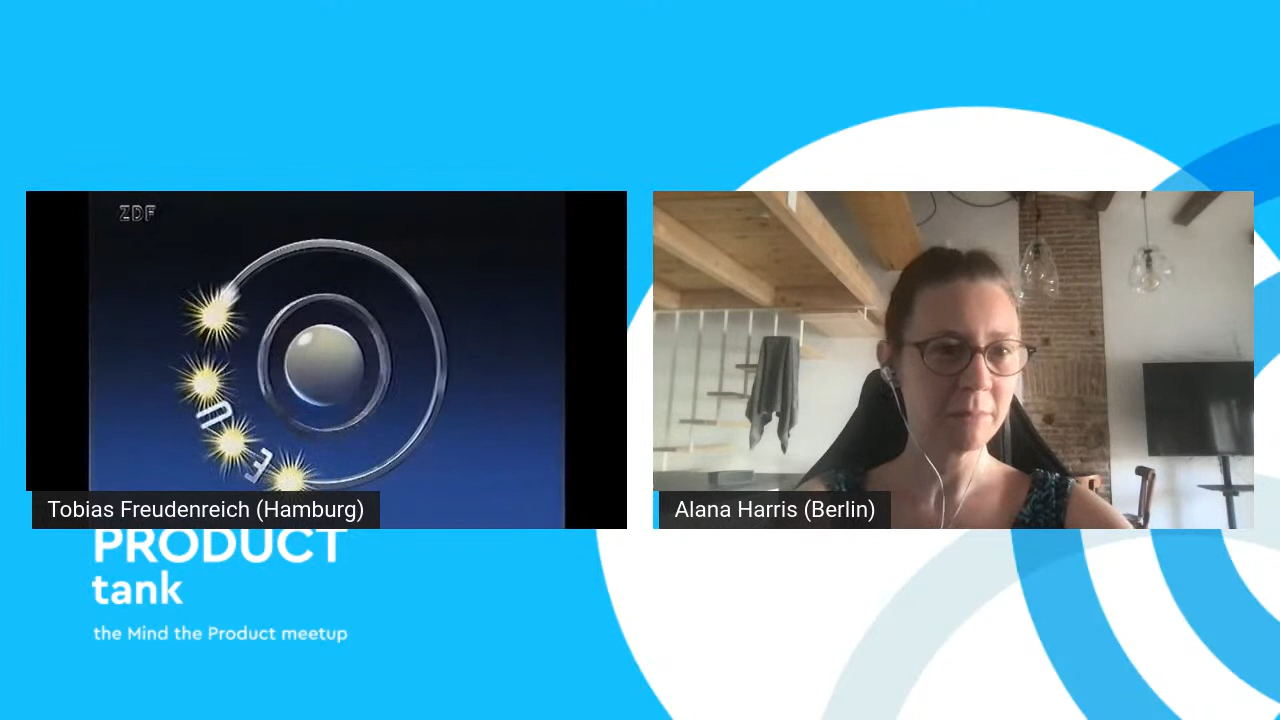 ZDF
U
E
Tobias Freudenreich (Hamburg)
Alana Harris (Berlin)
PRODUCT
tank
the Mind the Product meetup